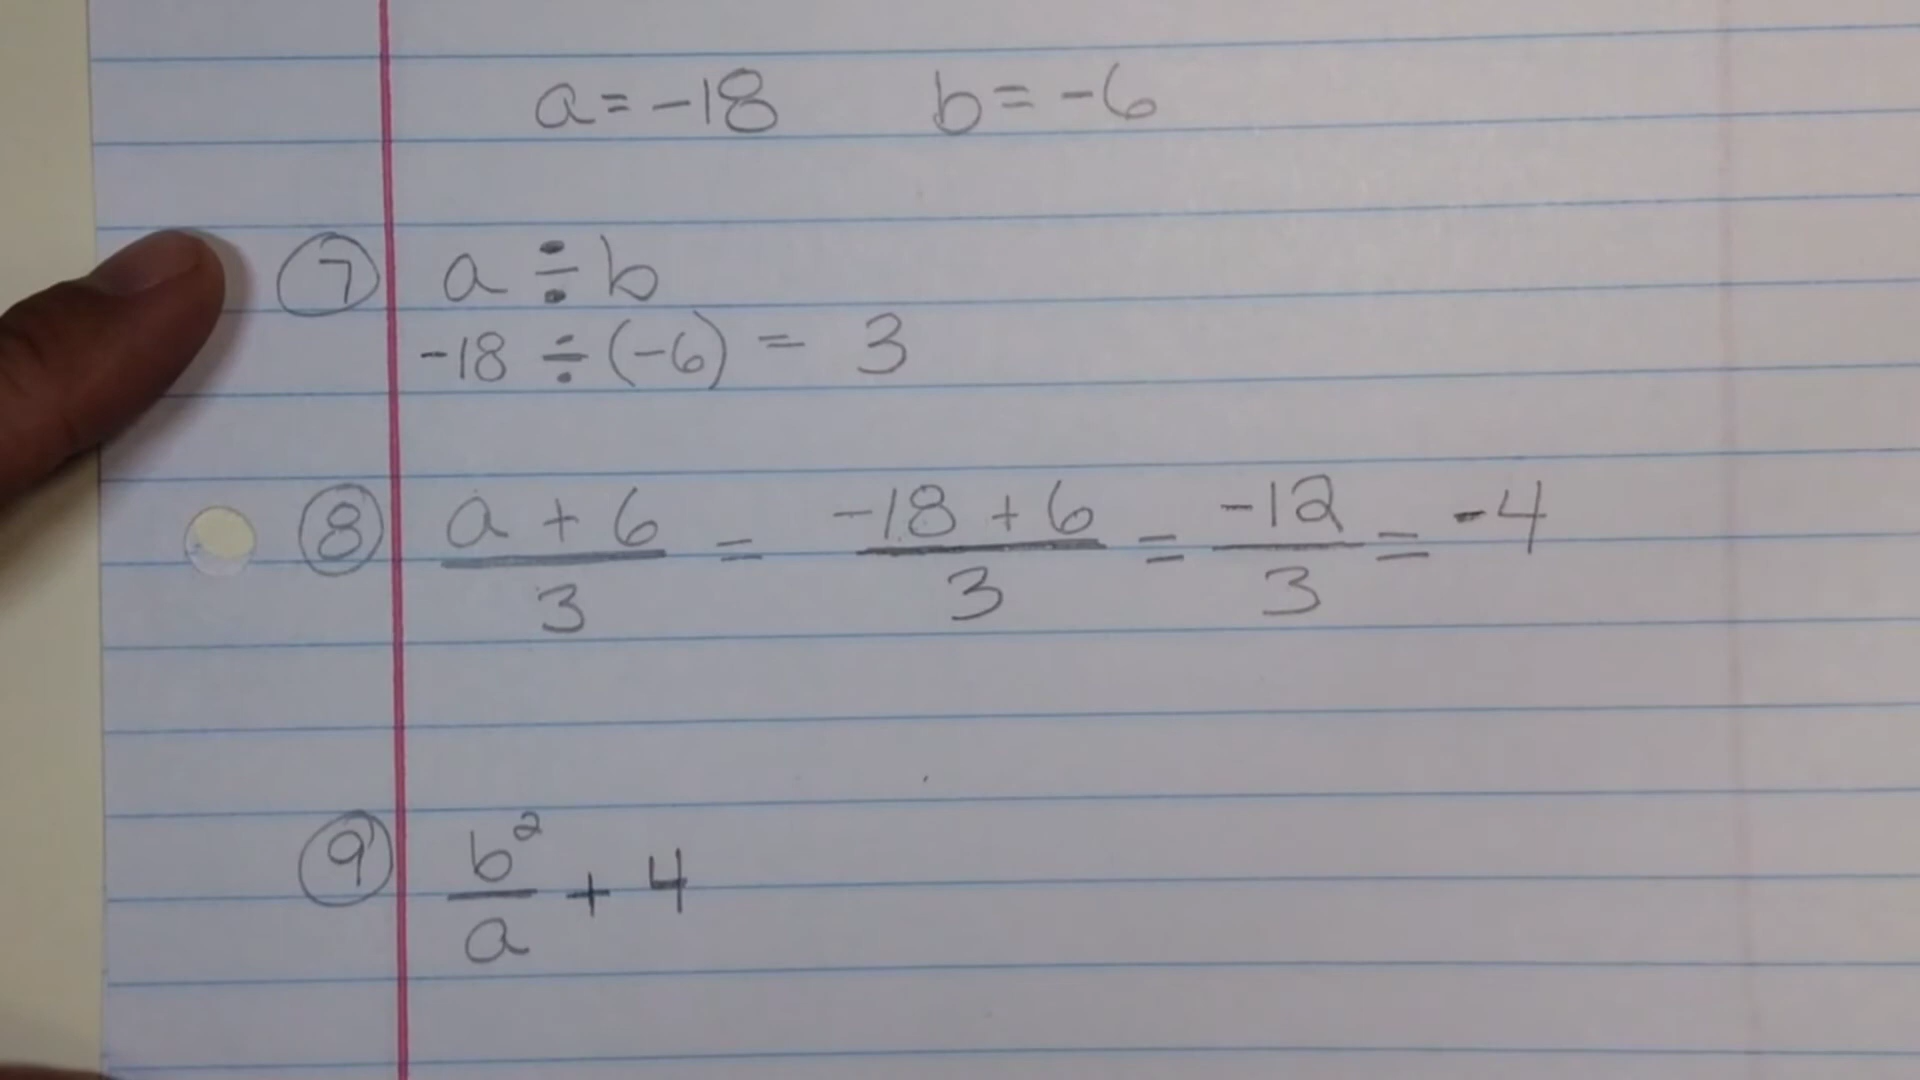 a = -18 b = -6
⑦ a ÷ b
-18 ÷ (-6) = 3
⑧ (a + 6)/3 = (-18 + 6)/3 = -12/3 = -4
⑨ b²/a + 4